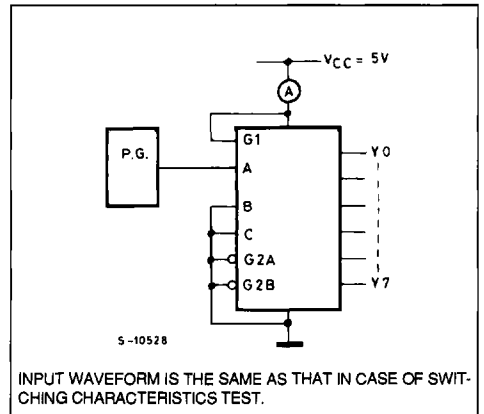 VCC = 5V
A
G1
P.G.
A
Y0
B
C
G2A
G2B
Y7
S-10528
INPUT WAVEFORM IS THE SAME AS THAT IN CASE OF SWIT-
CHING CHARACTERISTICS TEST.